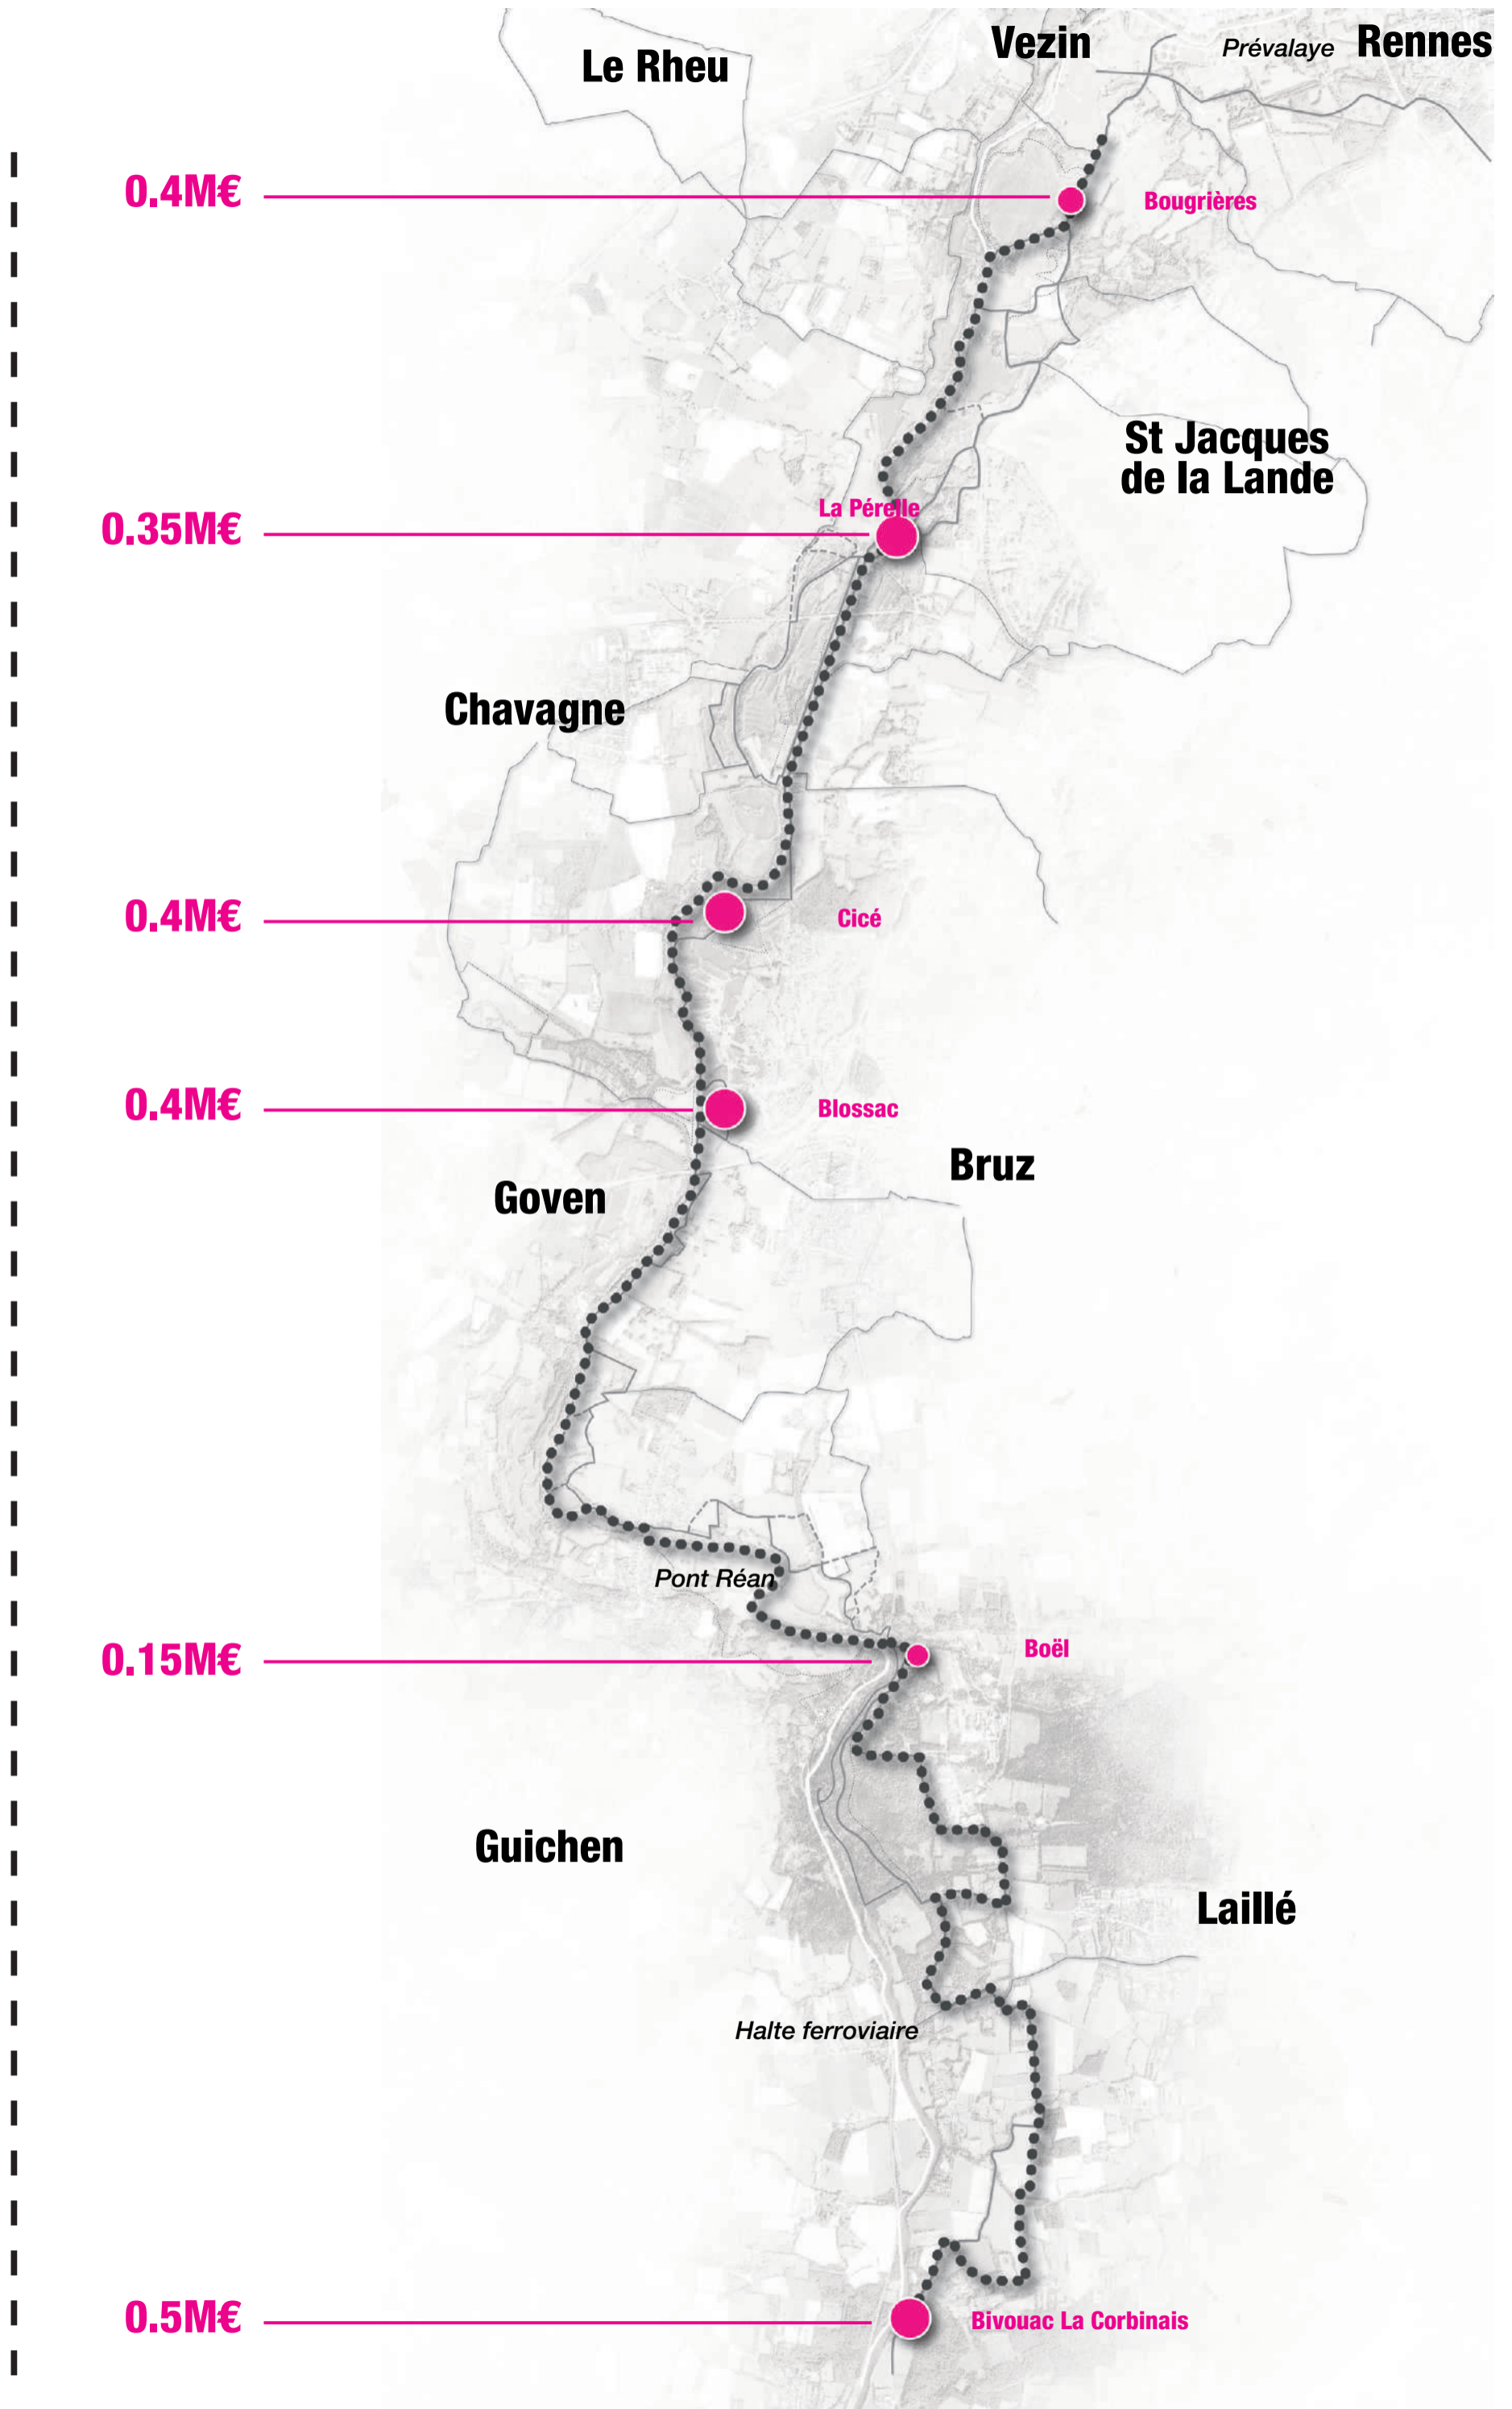 Vezin
Prévalaye
Rennes
Le Rheu
0.4M€
Bougrières
St Jacques
de la Lande
La Pérelle
0.35M€
Chavagne
0.4M€
Cicé
0.4M€
Blossac
Bruz
Goven
Pont Réan
Boël
0.15M€
Guichen
Laillé
Halte ferroviaire
0.5M€
Bivouac La Corbinais